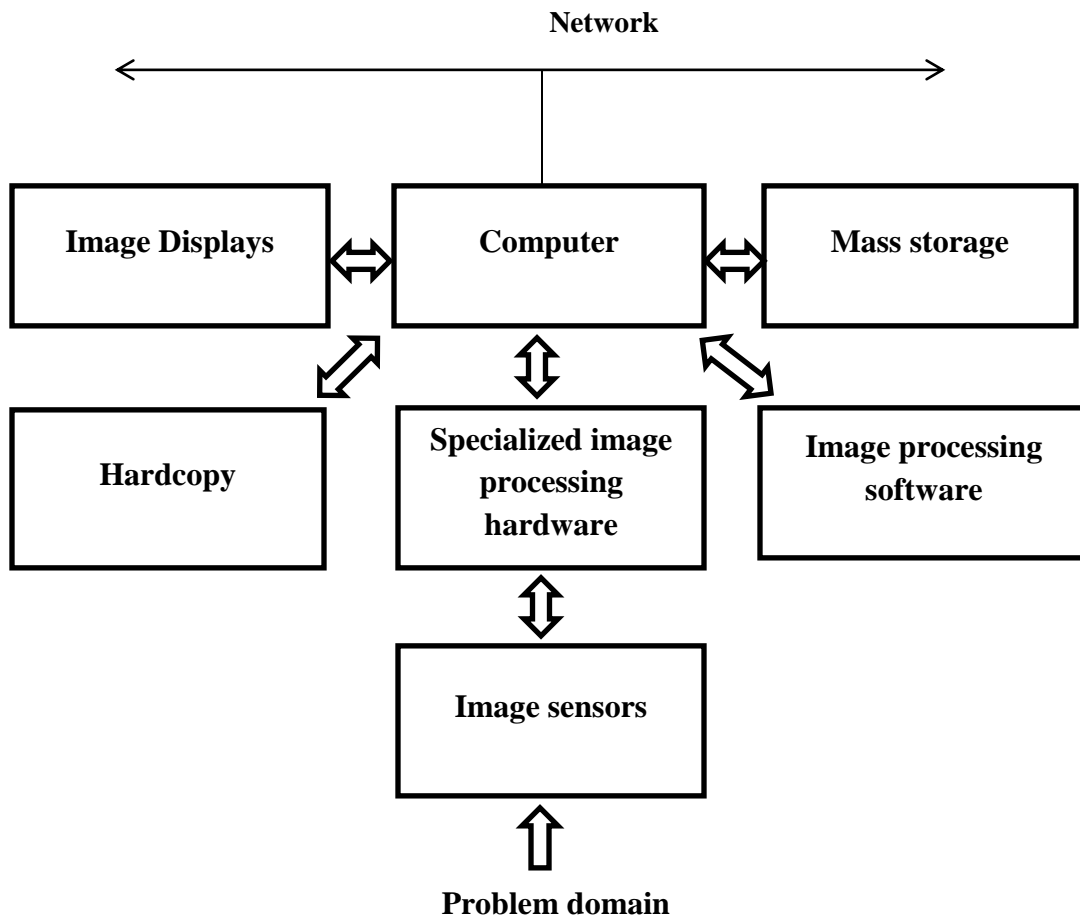 Network
Image Displays
Computer
Mass storage
Hardcopy
Specialized image
processing
hardware
Image processing
software
Image sensors
Problem domain